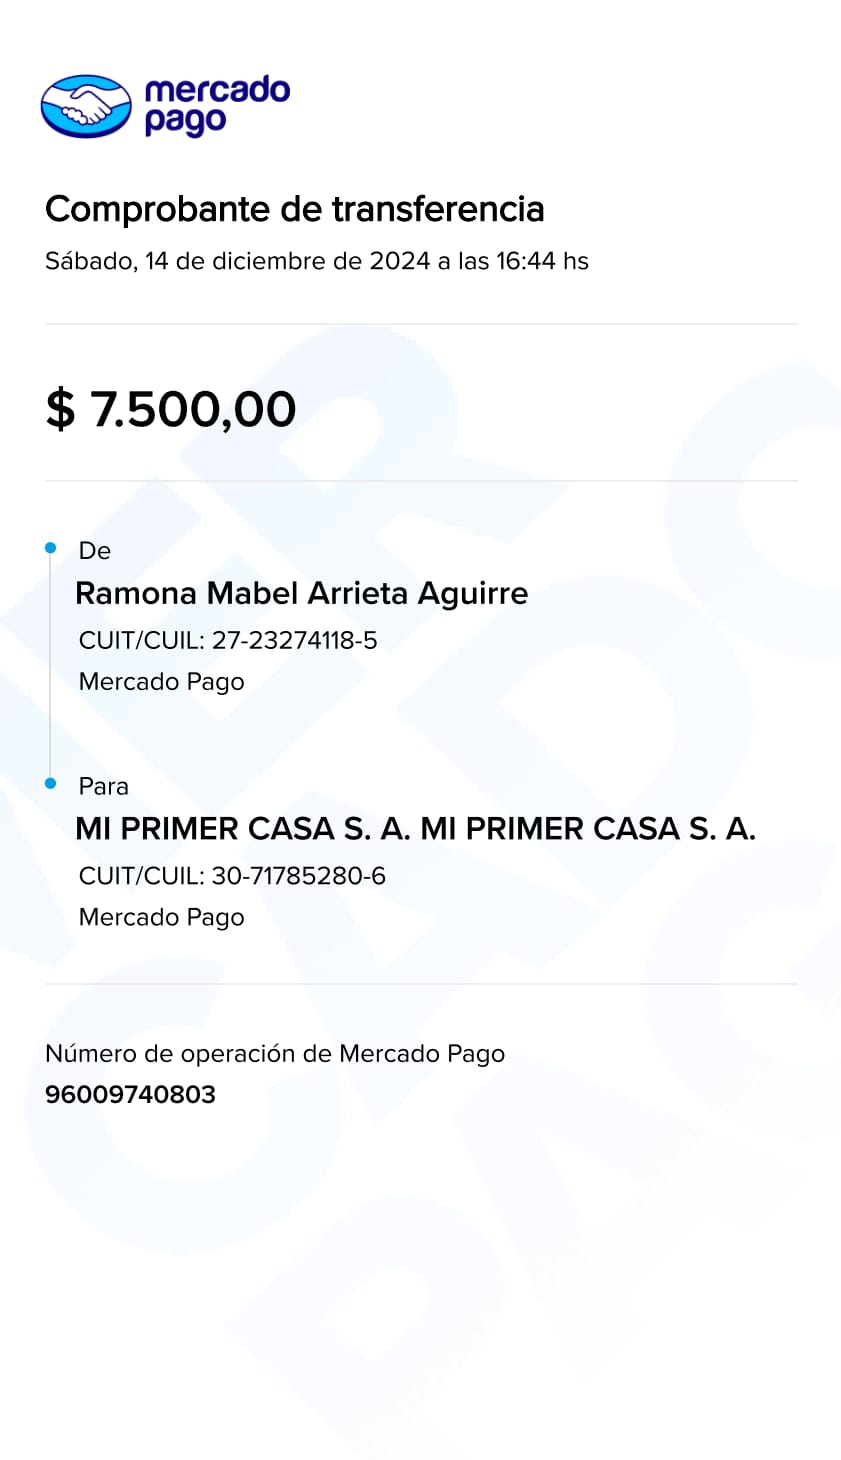 mercado
pago
Comprobante de transferencia
Sábado, 14 de diciembre de 2024 a las 16:44 hs
$ 7.500,00
De
Ramona Mabel Arrieta Aguirre
CUIT/CUIL: 27-23274118-5
Mercado Pago
Para
MI PRIMER CASA S. A. MI PRIMER CASA S. A.
CUIT/CUIL: 30-71785280-6
Mercado Pago
Número de operación de Mercado Pago
96009740803